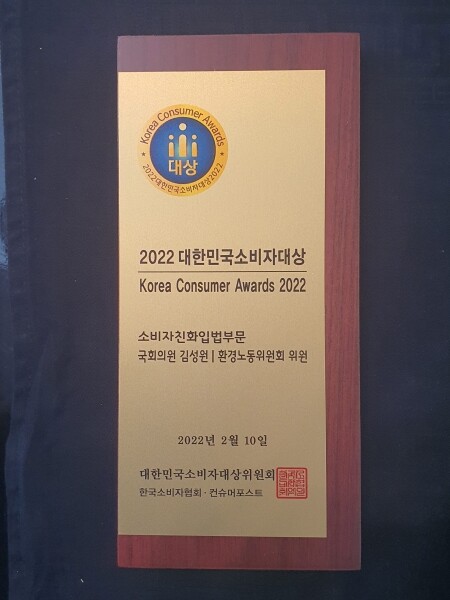 Korea Consumer Awards
대상
2022대한민국소비자대상2022
2022 대한민국소비자대상
Korea Consumer Awards 2022
소비자친화입법부문
국회의원 김성원 | 환경노동위원회 위원
2022년 2월 10일
대한민국소비자대상위원회
한국소비자협회 · 컨슈머포스트